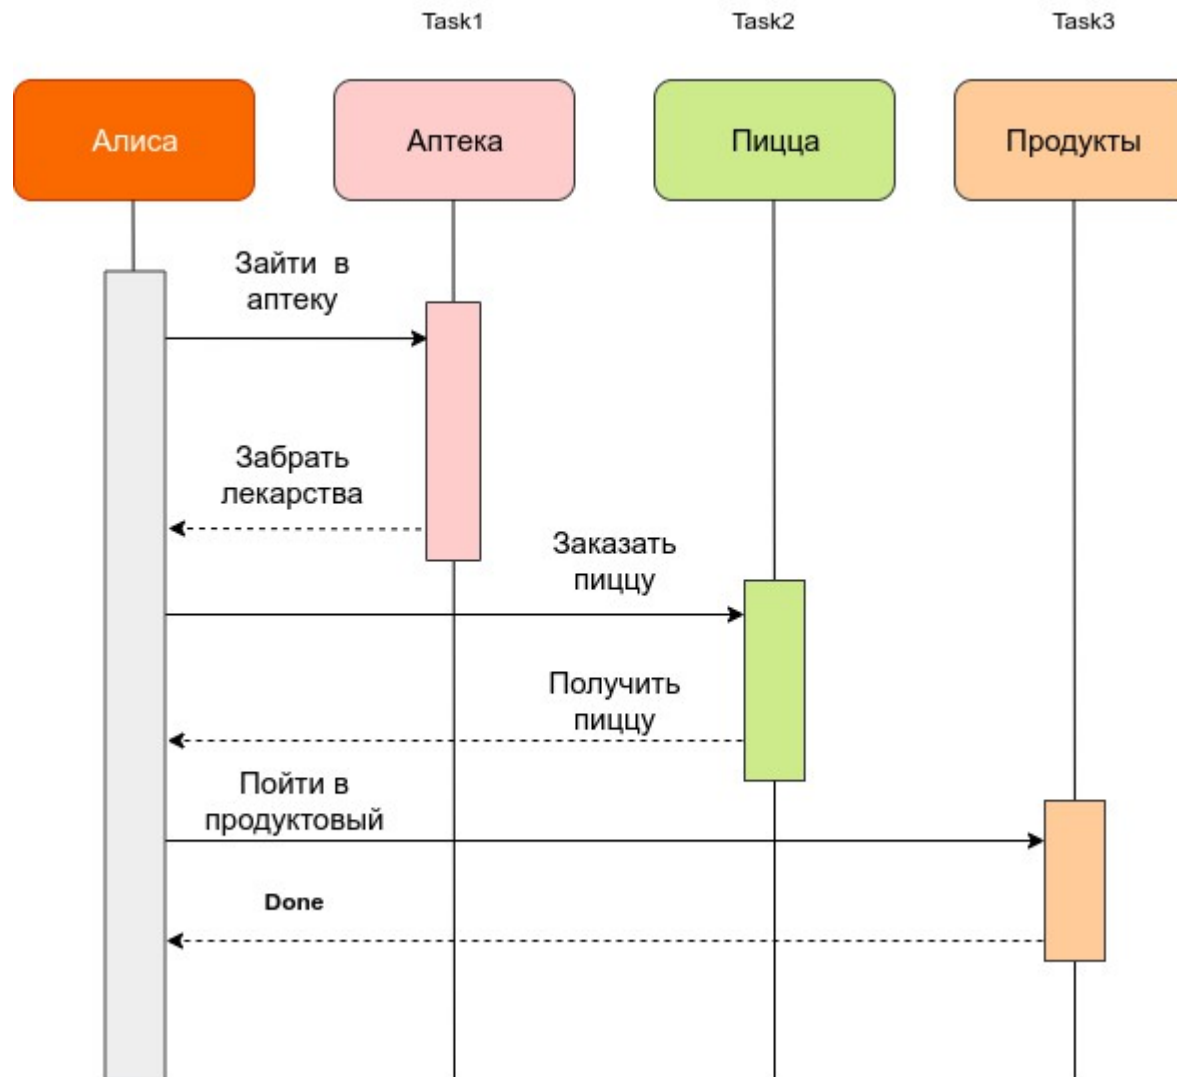 Task1 Task2 Task3
Алиса Аптека Пицца Продукты
Зайти в
аптеку
Забрать
лекарства
Заказать
пиццу
Получить
пиццу
Пойти в
продуктовый
Done